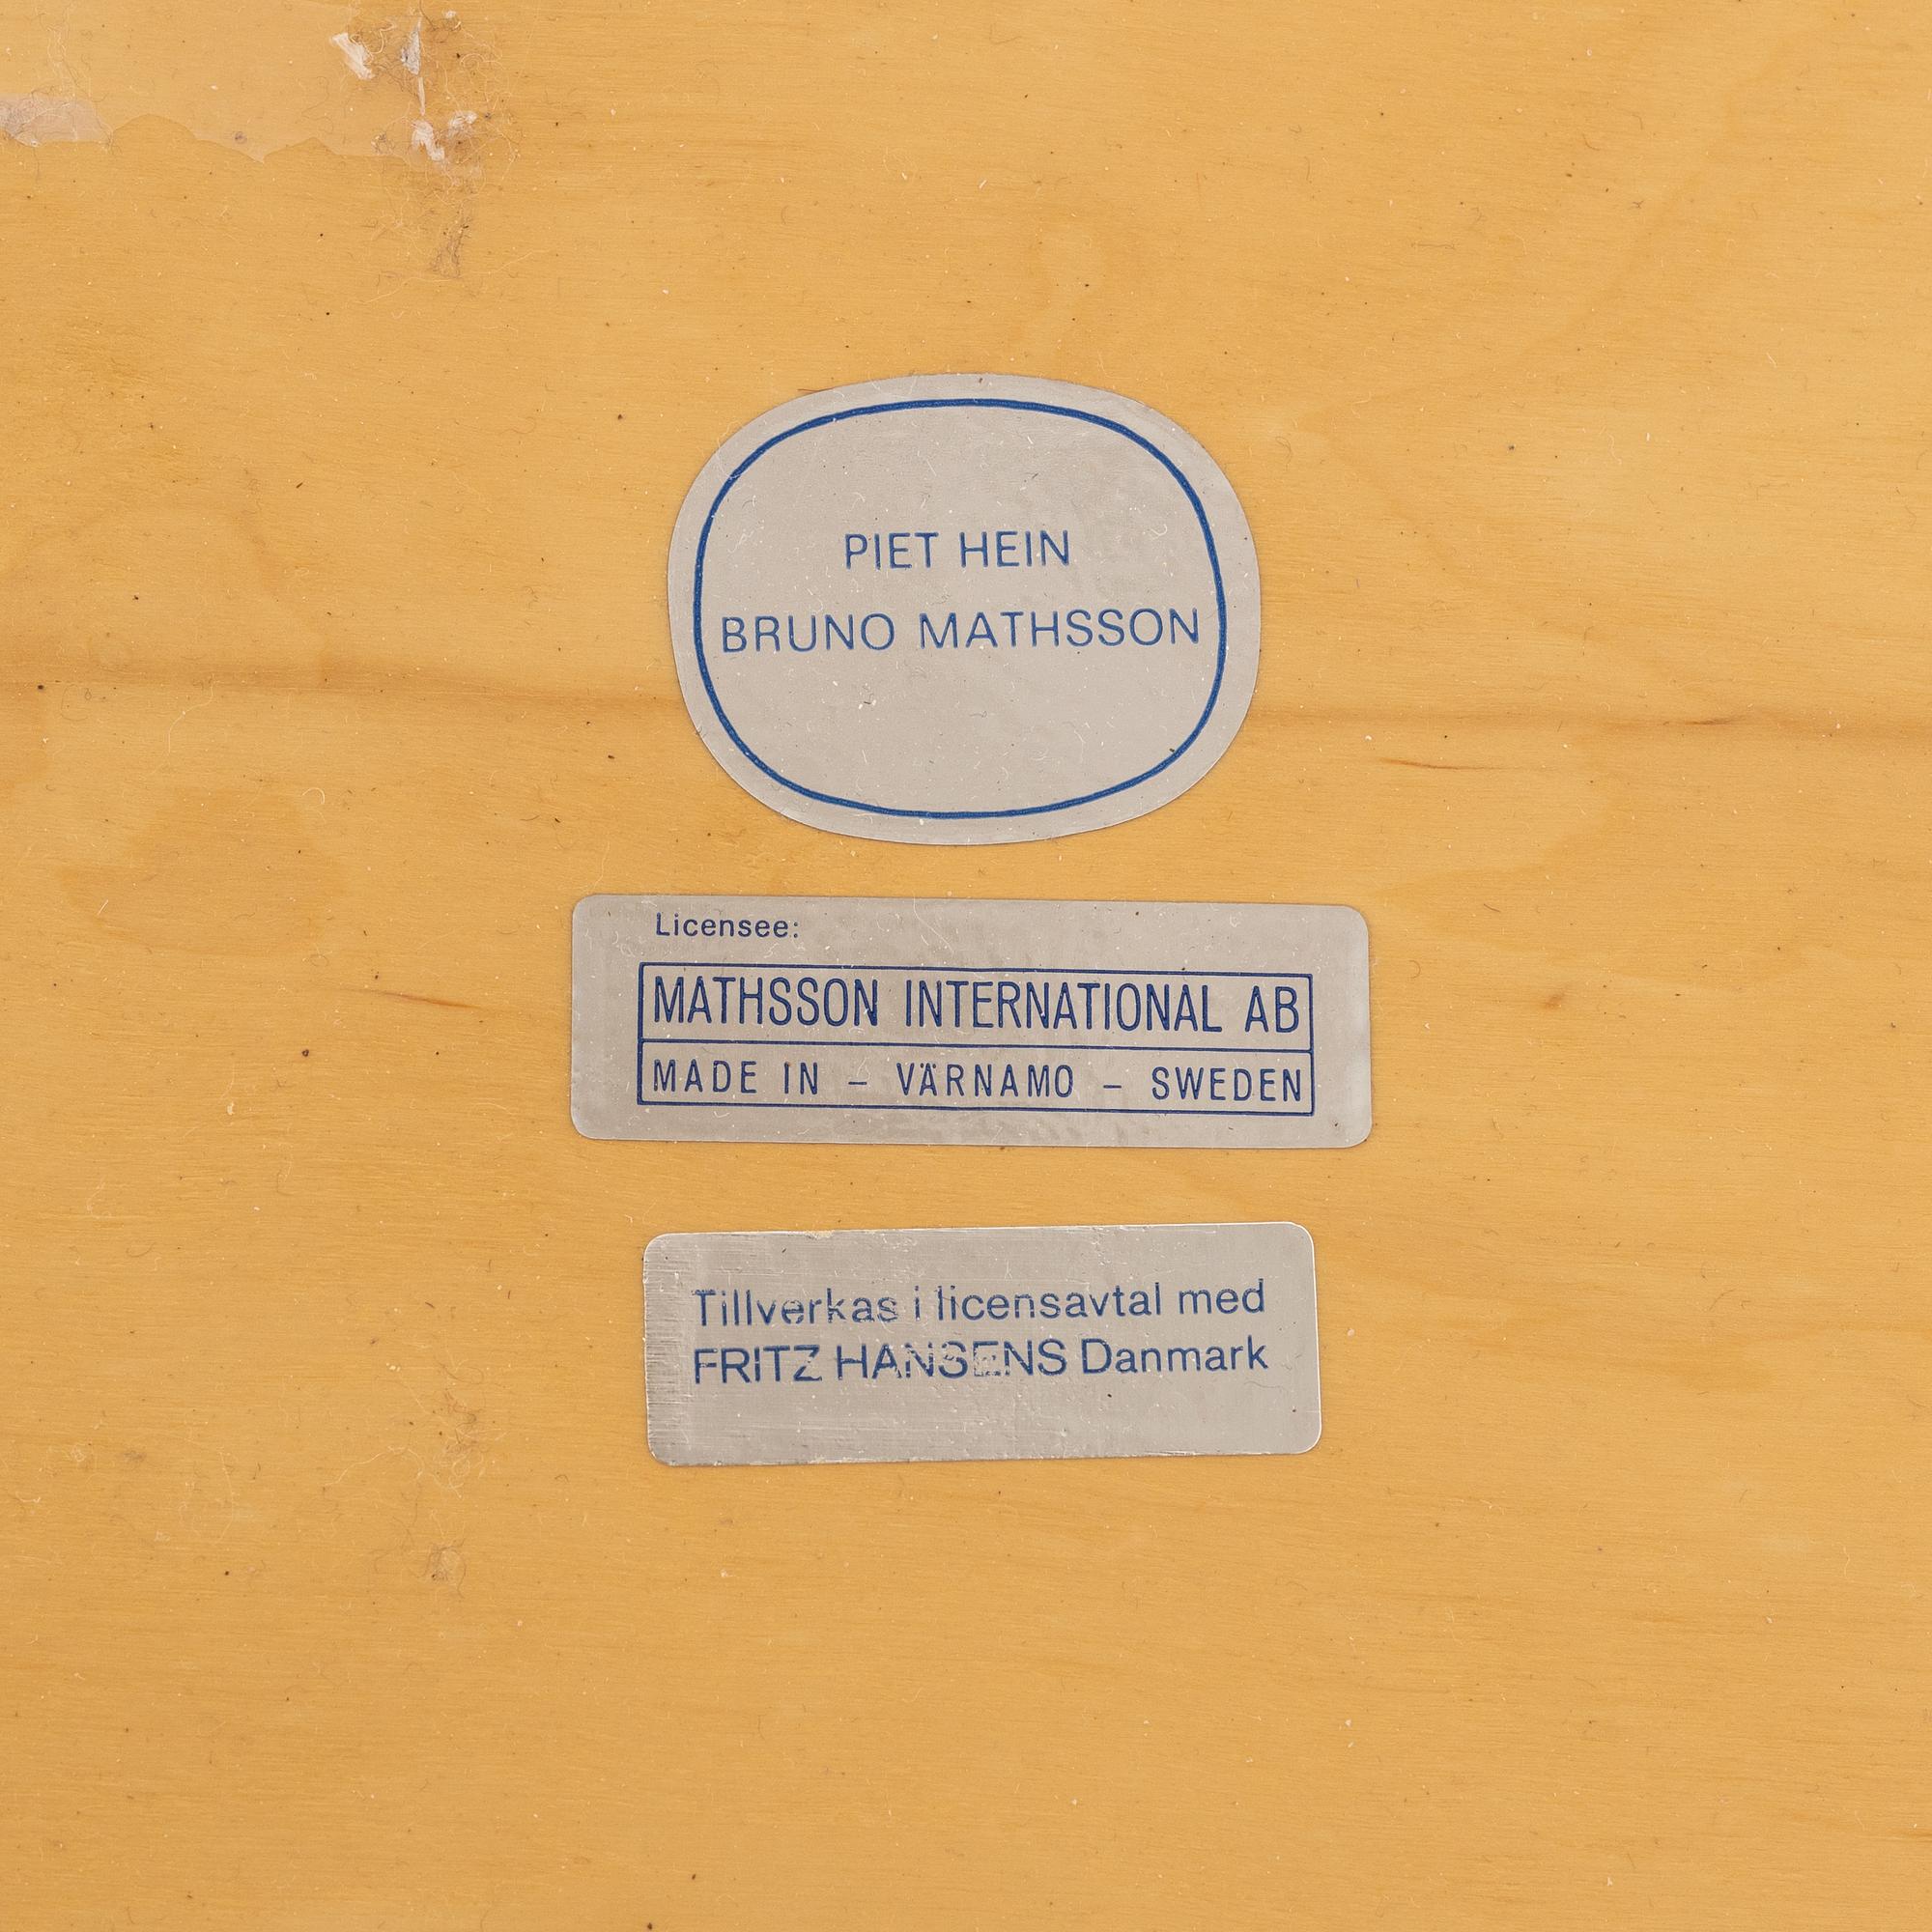 PIET HEIN
BRUNO MATHSSON
Licensee:
MATHSSON INTERNATIONAL AB
MADE IN – VÄRNAMO – SWEDEN
Tillverkas i licensavtal med
FRITZ HANSENS Danmark